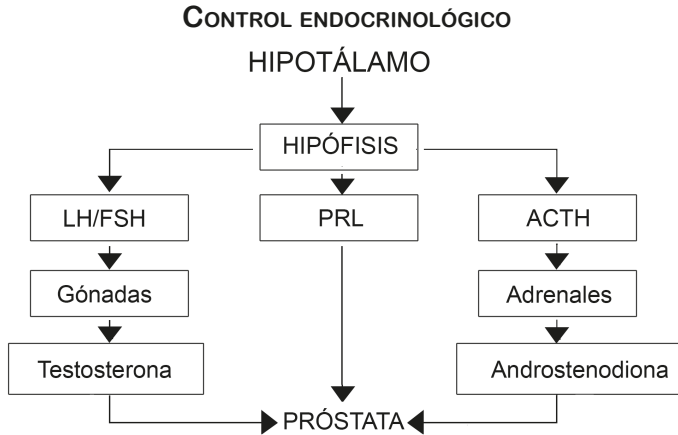 CONTROL ENDOCRINOLÓGICO
HIPOTÁLAMO
HIPÓFISIS
LH/FSH PRL ACTH
Gónadas Adrenales
Testosterona Androstenodiona
PRÓSTATA